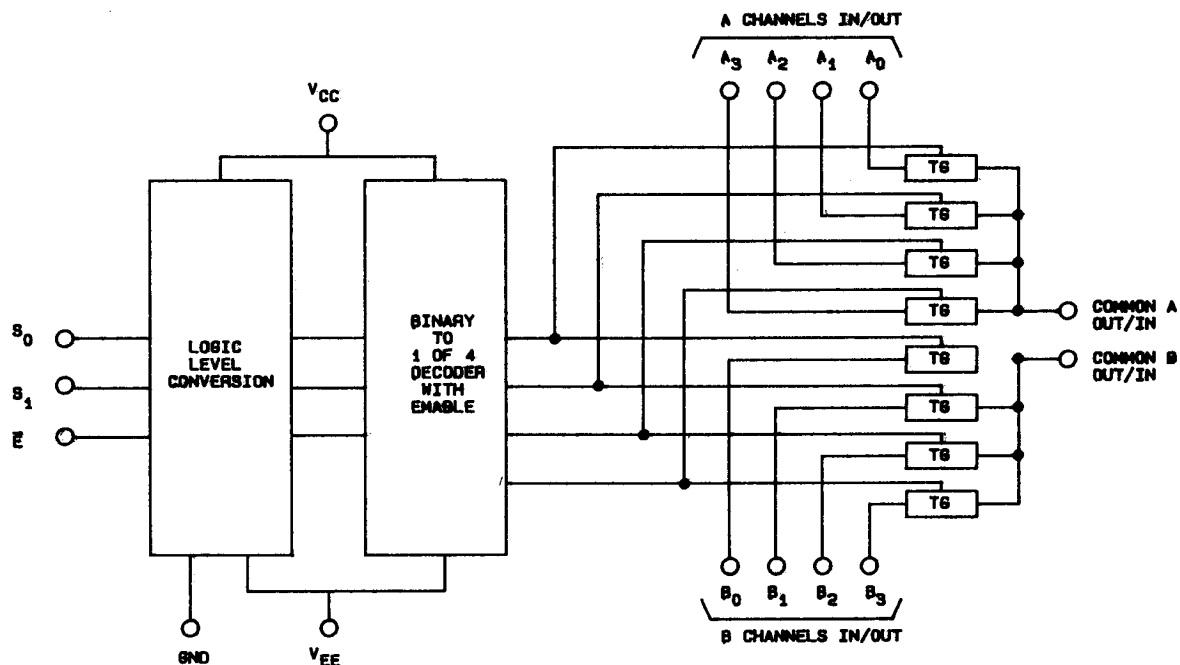 A CHANNELS IN/OUT
A3 A2 A1 A0
VCC
TG
TG
TG
TG
COMMON A
OUT/IN
S0
S1
E̅
LOGIC
LEVEL
CONVERSION
BINARY
TO
1 OF 4
DECODER
WITH
EMABLE
TG
COMMON B
OUT/IN
TG
TG
TG
B0 B1 B2 B3
B CHANNELS IN/OUT
GND
VEE